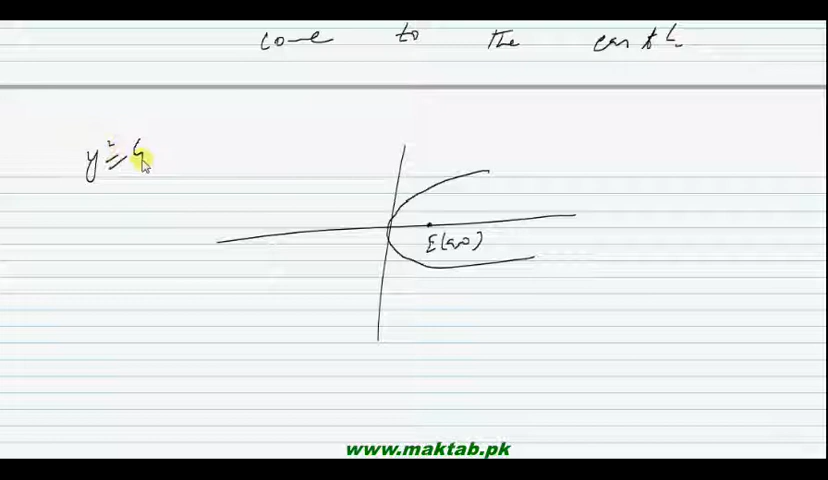 come to the earth
y² = 4
E(a,0)
www.maktab.pk